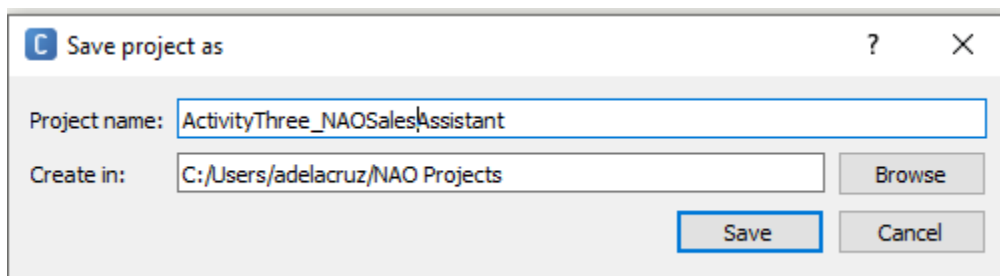 C Save project as ?
Project name: ActivityThree_NAOSalesAssistant
Create in: C:/Users/adelacruz/NAO Projects Browse
Save Cancel